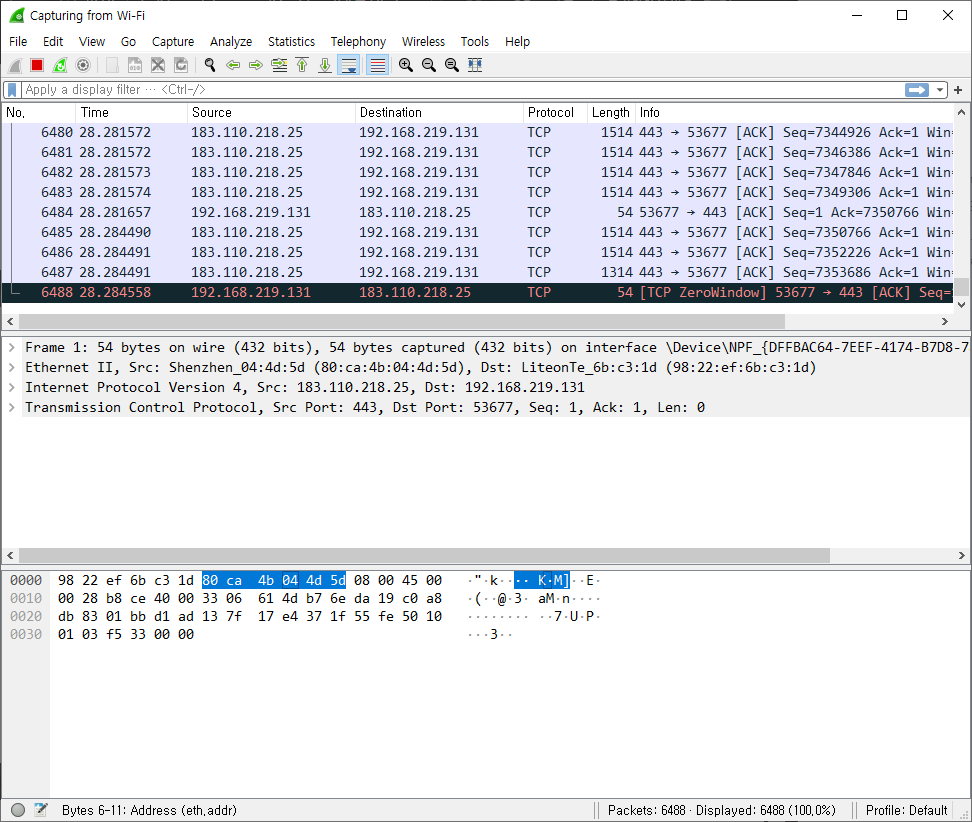 Capturing from Wi-Fi
File Edit View Go Capture Analyze Statistics Telephony Wireless Tools Help
Apply a display filter ··· <Ctrl-/>
No. Time Source Destination Protocol Length Info
6480 28.281572 183.110.218.25 192.168.219.131 TCP 1514 443 → 53677 [ACK] Seq=7344926 Ack=1 Win=
6481 28.281572 183.110.218.25 192.168.219.131 TCP 1514 443 → 53677 [ACK] Seq=7346386 Ack=1 Win=
6482 28.281573 183.110.218.25 192.168.219.131 TCP 1514 443 → 53677 [ACK] Seq=7347846 Ack=1 Win=
6483 28.281574 183.110.218.25 192.168.219.131 TCP 1514 443 → 53677 [ACK] Seq=7349306 Ack=1 Win=
6484 28.281657 192.168.219.131 183.110.218.25 TCP 54 53677 → 443 [ACK] Seq=1 Ack=7350766 Win=
6485 28.284490 183.110.218.25 192.168.219.131 TCP 1514 443 → 53677 [ACK] Seq=7350766 Ack=1 Win=
6486 28.284491 183.110.218.25 192.168.219.131 TCP 1514 443 → 53677 [ACK] Seq=7352226 Ack=1 Win=
6487 28.284491 183.110.218.25 192.168.219.131 TCP 1314 443 → 53677 [ACK] Seq=7353686 Ack=1 Win=
6488 28.284558 192.168.219.131 183.110.218.25 TCP 54 [TCP ZeroWindow] 53677 → 443 [ACK] Seq=
Frame 1: 54 bytes on wire (432 bits), 54 bytes captured (432 bits) on interface \Device\NPF_{DFFBAC64-7EEF-4174-B7D8-7
Ethernet II, Src: Shenzhen_04:4d:5d (80:ca:4b:04:4d:5d), Dst: LiteonTe_6b:c3:1d (98:22:ef:6b:c3:1d)
Internet Protocol Version 4, Src: 183.110.218.25, Dst: 192.168.219.131
Transmission Control Protocol, Src Port: 443, Dst Port: 53677, Seq: 1, Ack: 1, Len: 0
0000 98 22 ef 6b c3 1d 80 ca 4b 04 4d 5d 08 00 45 00 ·"·k···· K·M]··E·
0010 00 28 b8 ce 40 00 33 06 61 4d b7 6e da 19 c0 a8 ·(··@·3· aM·n····
0020 db 83 01 bb d1 ad 13 7f 17 e4 37 1f 55 fe 50 10 ········ ··7·U·P·
0030 01 03 f5 33 00 00 ···3··
Bytes 6-11: Address (eth.addr) Packets: 6488 · Displayed: 6488 (100.0%) Profile: Default